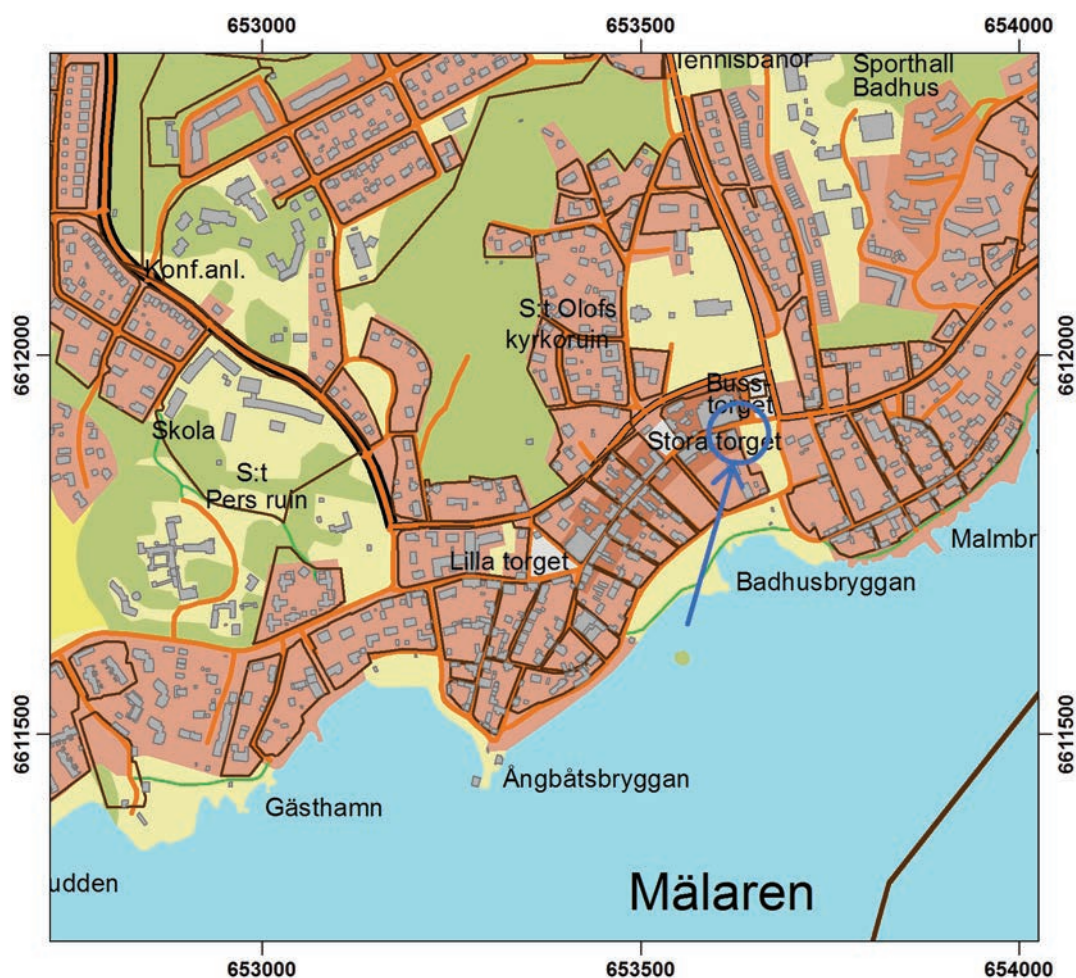 653000
653500
654000
Tennisbanor
Sporthall
Badhus
Konf.anl.
S:t Olofs
kyrkoruin
6612000
6612000
Buss-
torget
Stora torget
Skola
S:t
Pers ruin
Lilla torget
Malmbr
Badhusbryggan
6611500
6611500
Ångbåtsbryggan
Gästhamn
udden
Mälaren
653000
653500
654000